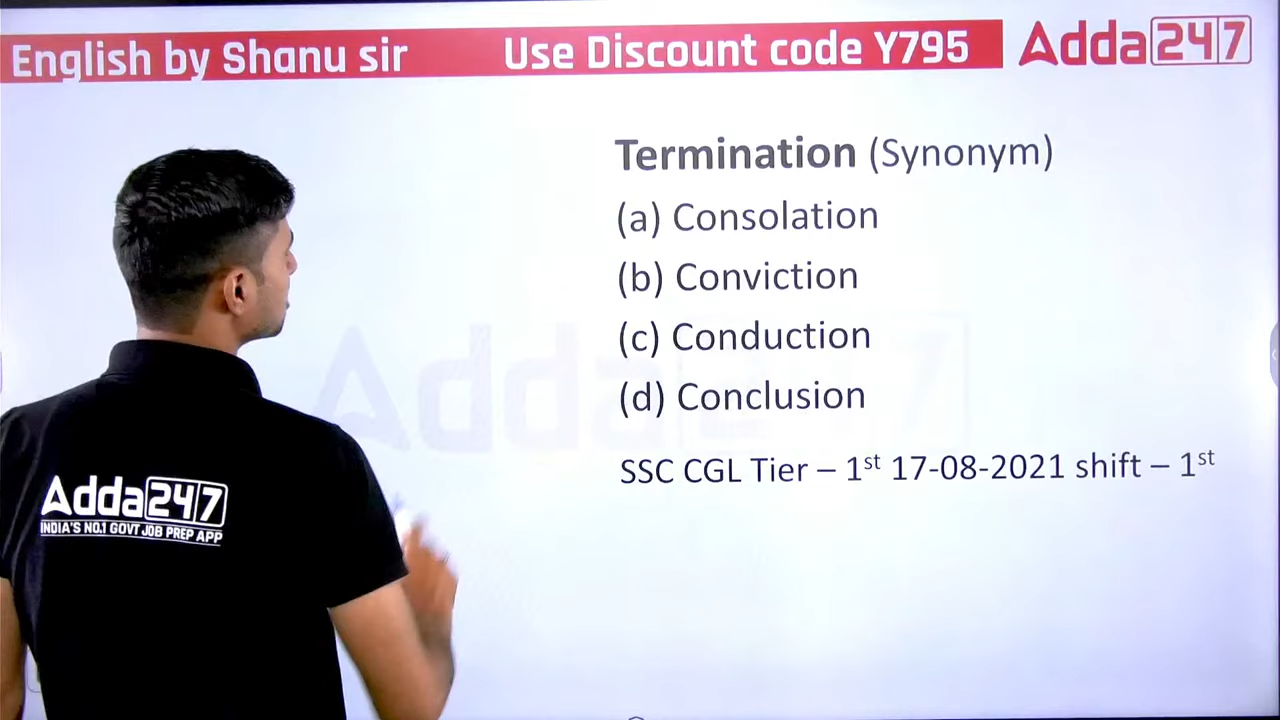 English by Shanu sir Use Discount code Y795 Adda247
Termination (Synonym)
(a) Consolation
(b) Conviction
(c) Conduction
(d) Conclusion
SSC CGL Tier – 1st 17-08-2021 shift – 1st
Adda247
Adda247
INDIA'S NO.1 GOVT JOB PREP APP